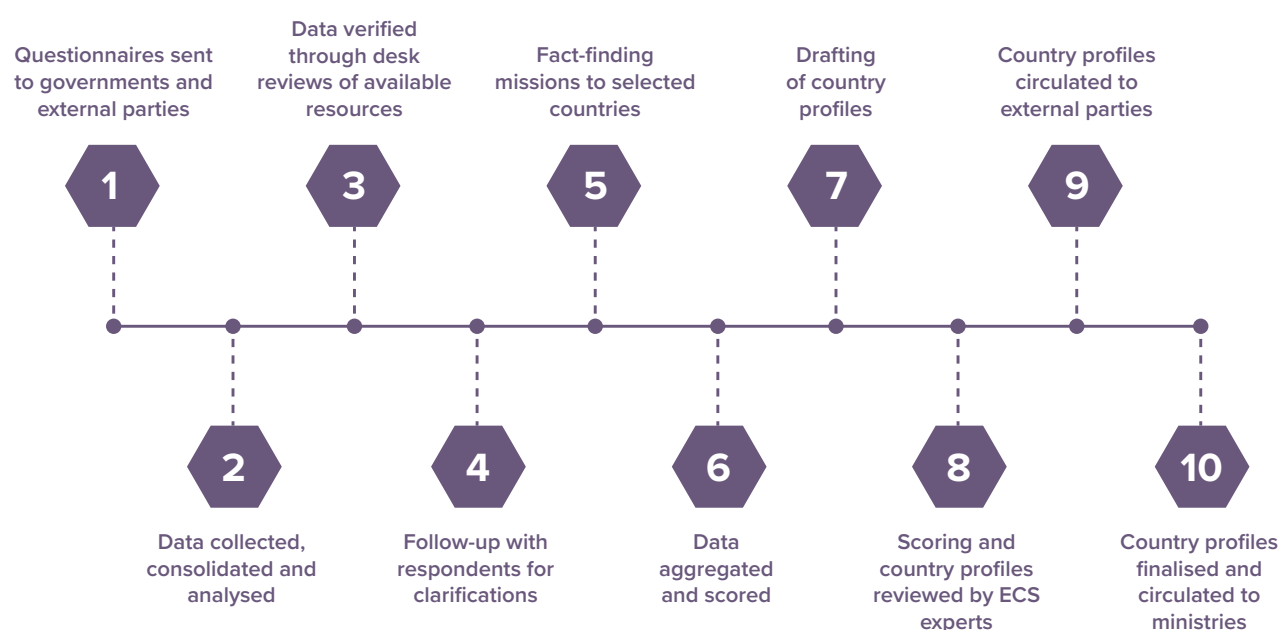 Questionnaires sent
to governments and
external parties
1
2
Data collected,
consolidated and
analysed
Data verified
through desk
reviews of available
resources
3
4
Follow-up with
respondents for
clarifications
Fact-finding
missions to selected
countries
5
6
Data
aggregated
and scored
Drafting
of country
profiles
7
8
Scoring and
country profiles
reviewed by ECS
experts
Country profiles
circulated to
external parties
9
10
Country profiles
finalised and
circulated to
ministries